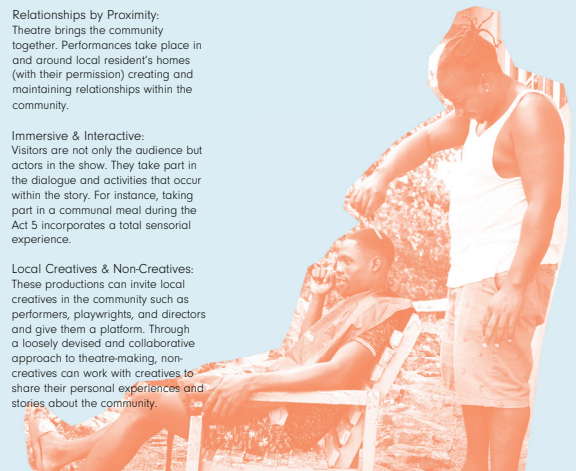 Relationships by Proximity:
Theatre brings the community
together. Performances take place in
and around local resident's homes
(with their permission) creating and
maintaining relationships within the
community.
Immersive & Interactive:
Visitors are not only the audience but
actors in the show. They take part in
the dialogue and activities that occur
within the story. For instance, taking
part in a communal meal during the
Act 5 incorporates a total sensorial
experience.
Local Creatives & Non-Creatives:
These productions can invite local
creatives in the community such as
performers, playwrights, and directors
and give them a platform. Through
a loosely devised and collaborative
approach to theatre-making, non-
creatives can work with creatives to
share their personal experiences and
stories about the community.